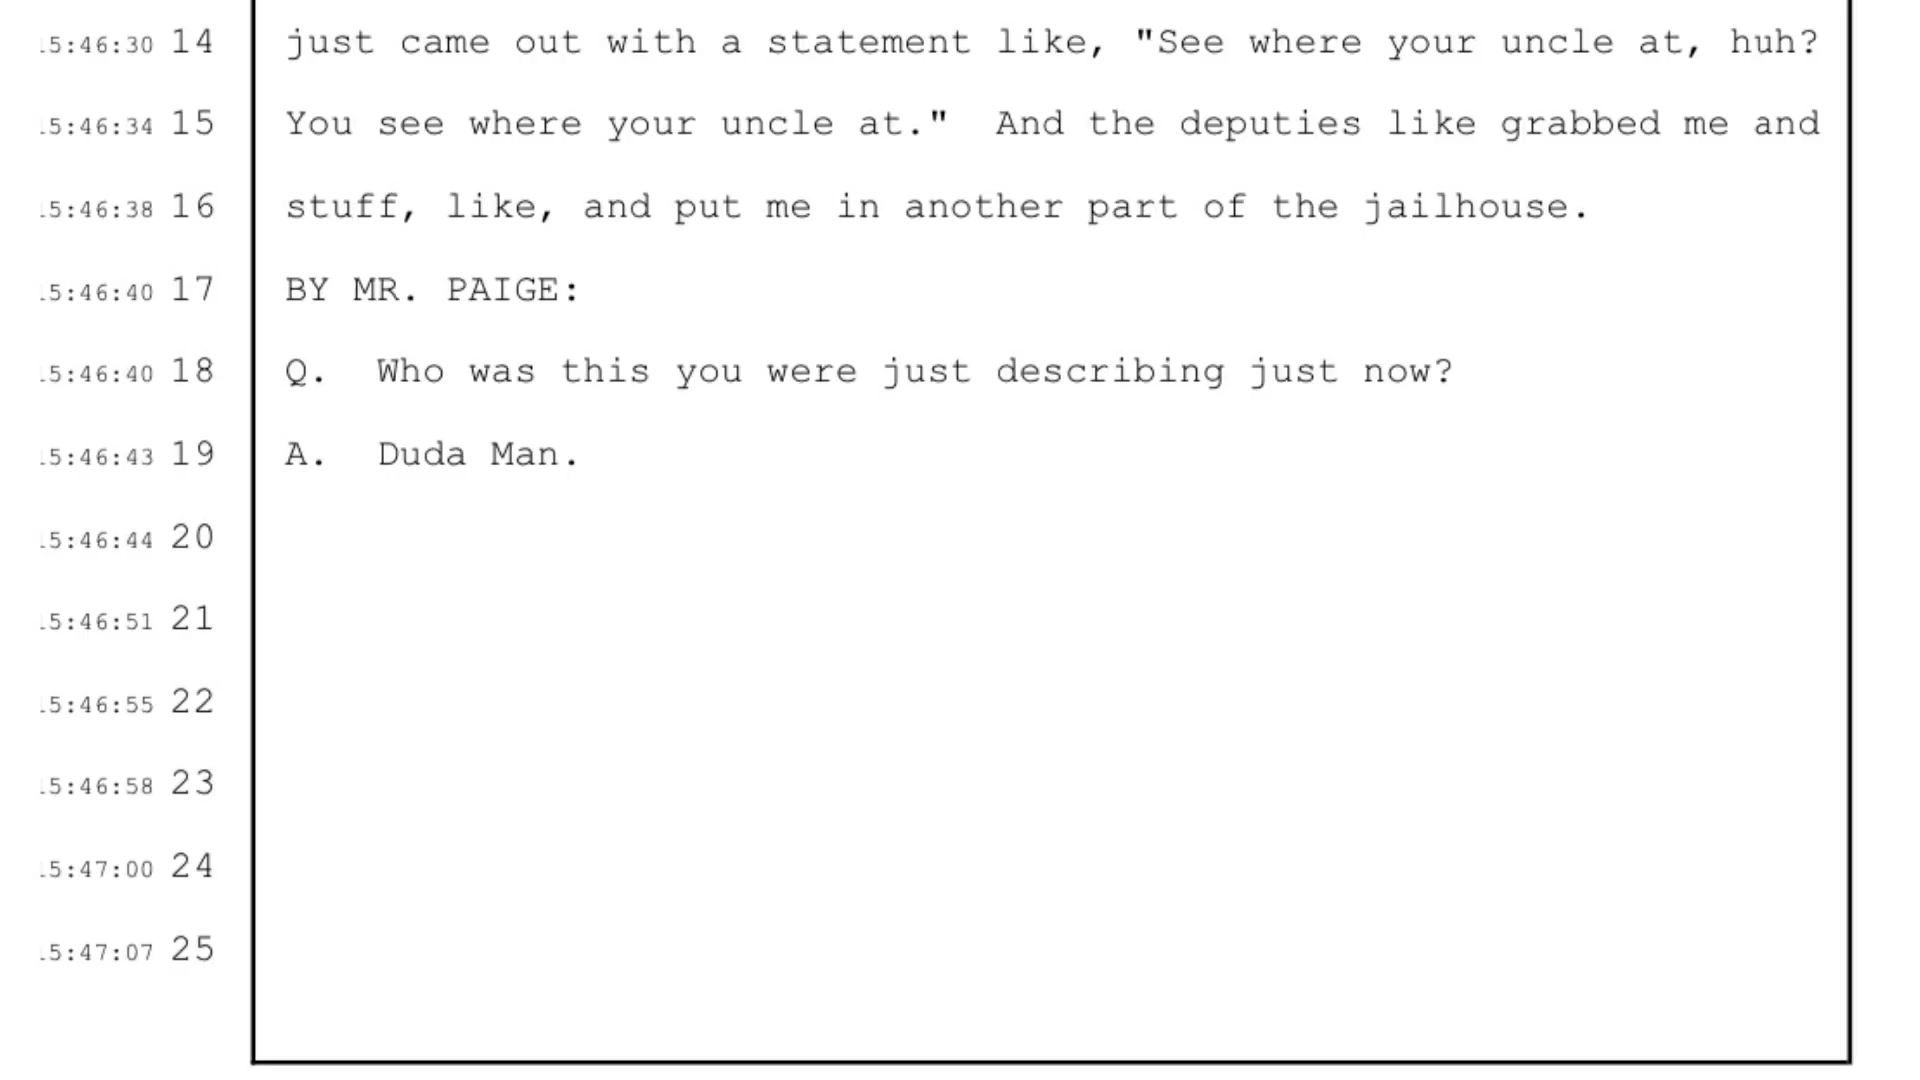 .5:46:30 14 just came out with a statement like, "See where your uncle at, huh?
.5:46:34 15 You see where your uncle at."  And the deputies like grabbed me and
.5:46:38 16 stuff, like, and put me in another part of the jailhouse.
.5:46:40 17 BY MR. PAIGE:
.5:46:40 18 Q.  Who was this you were just describing just now?
.5:46:43 19 A.  Duda Man.
.5:46:44 20
.5:46:51 21
.5:46:55 22
.5:46:58 23
.5:47:00 24
.5:47:07 25